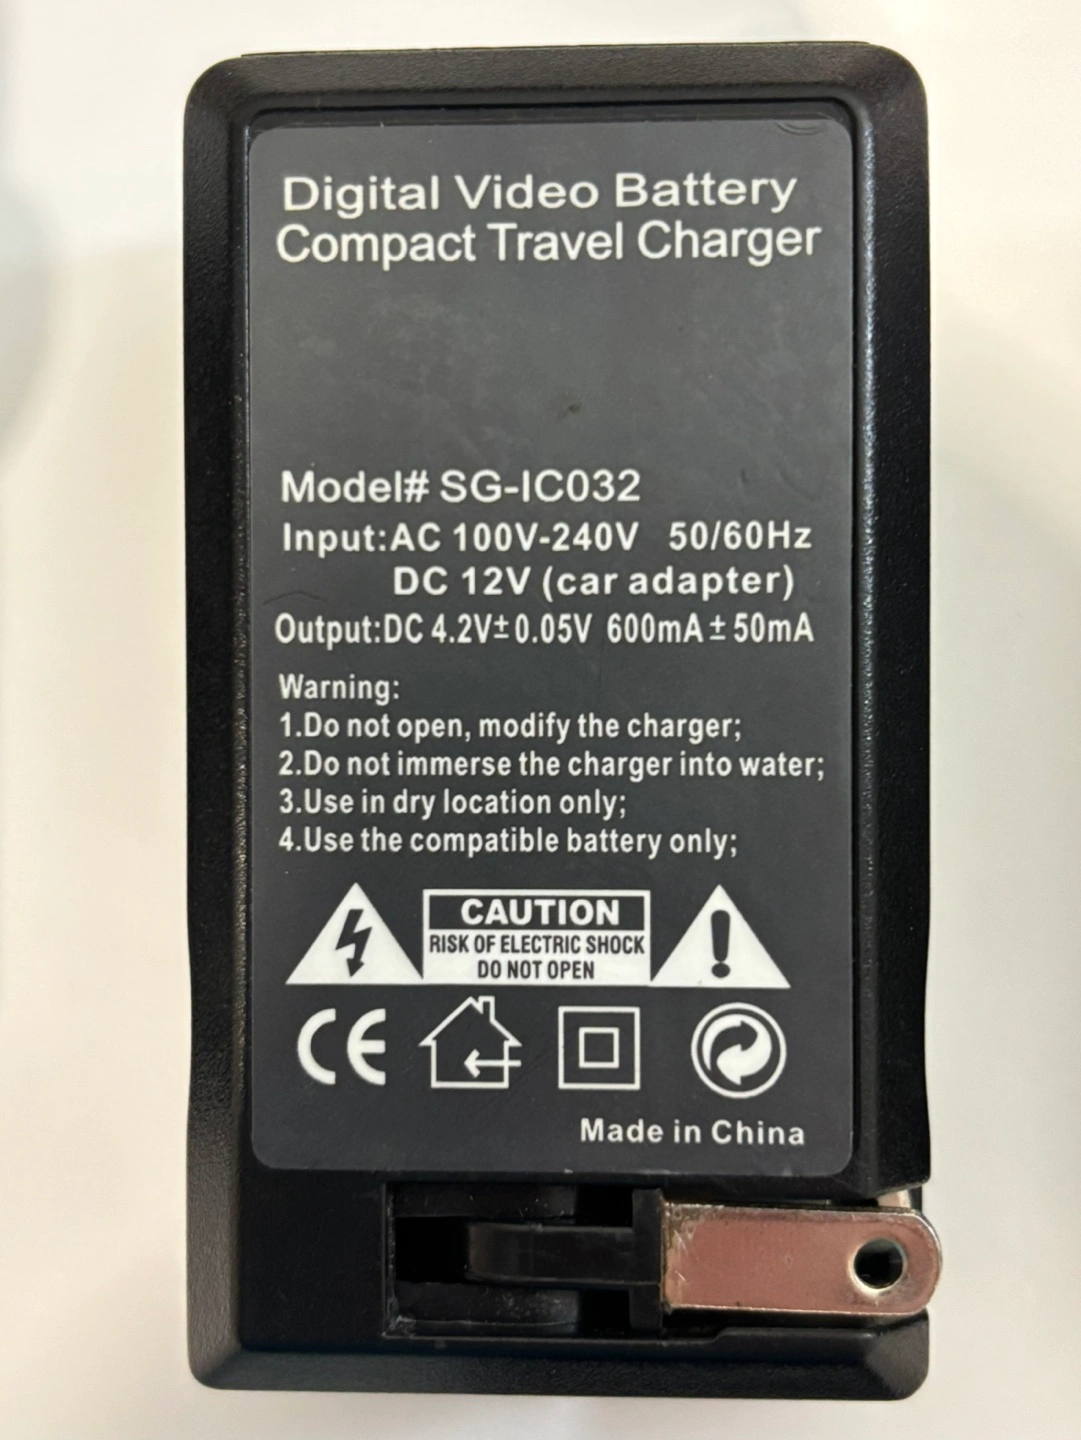 Digital Video Battery
Compact Travel Charger
Model# SG-IC032
Input:AC 100V-240V 50/60Hz
DC 12V (car adapter)
Output:DC 4.2V±0.05V 600mA±50mA
Warning:
1.Do not open, modify the charger;
2.Do not immerse the charger into water;
3.Use in dry location only;
4.Use the compatible battery only;
CAUTION
RISK OF ELECTRIC SHOCK
DO NOT OPEN
CE
Made in China